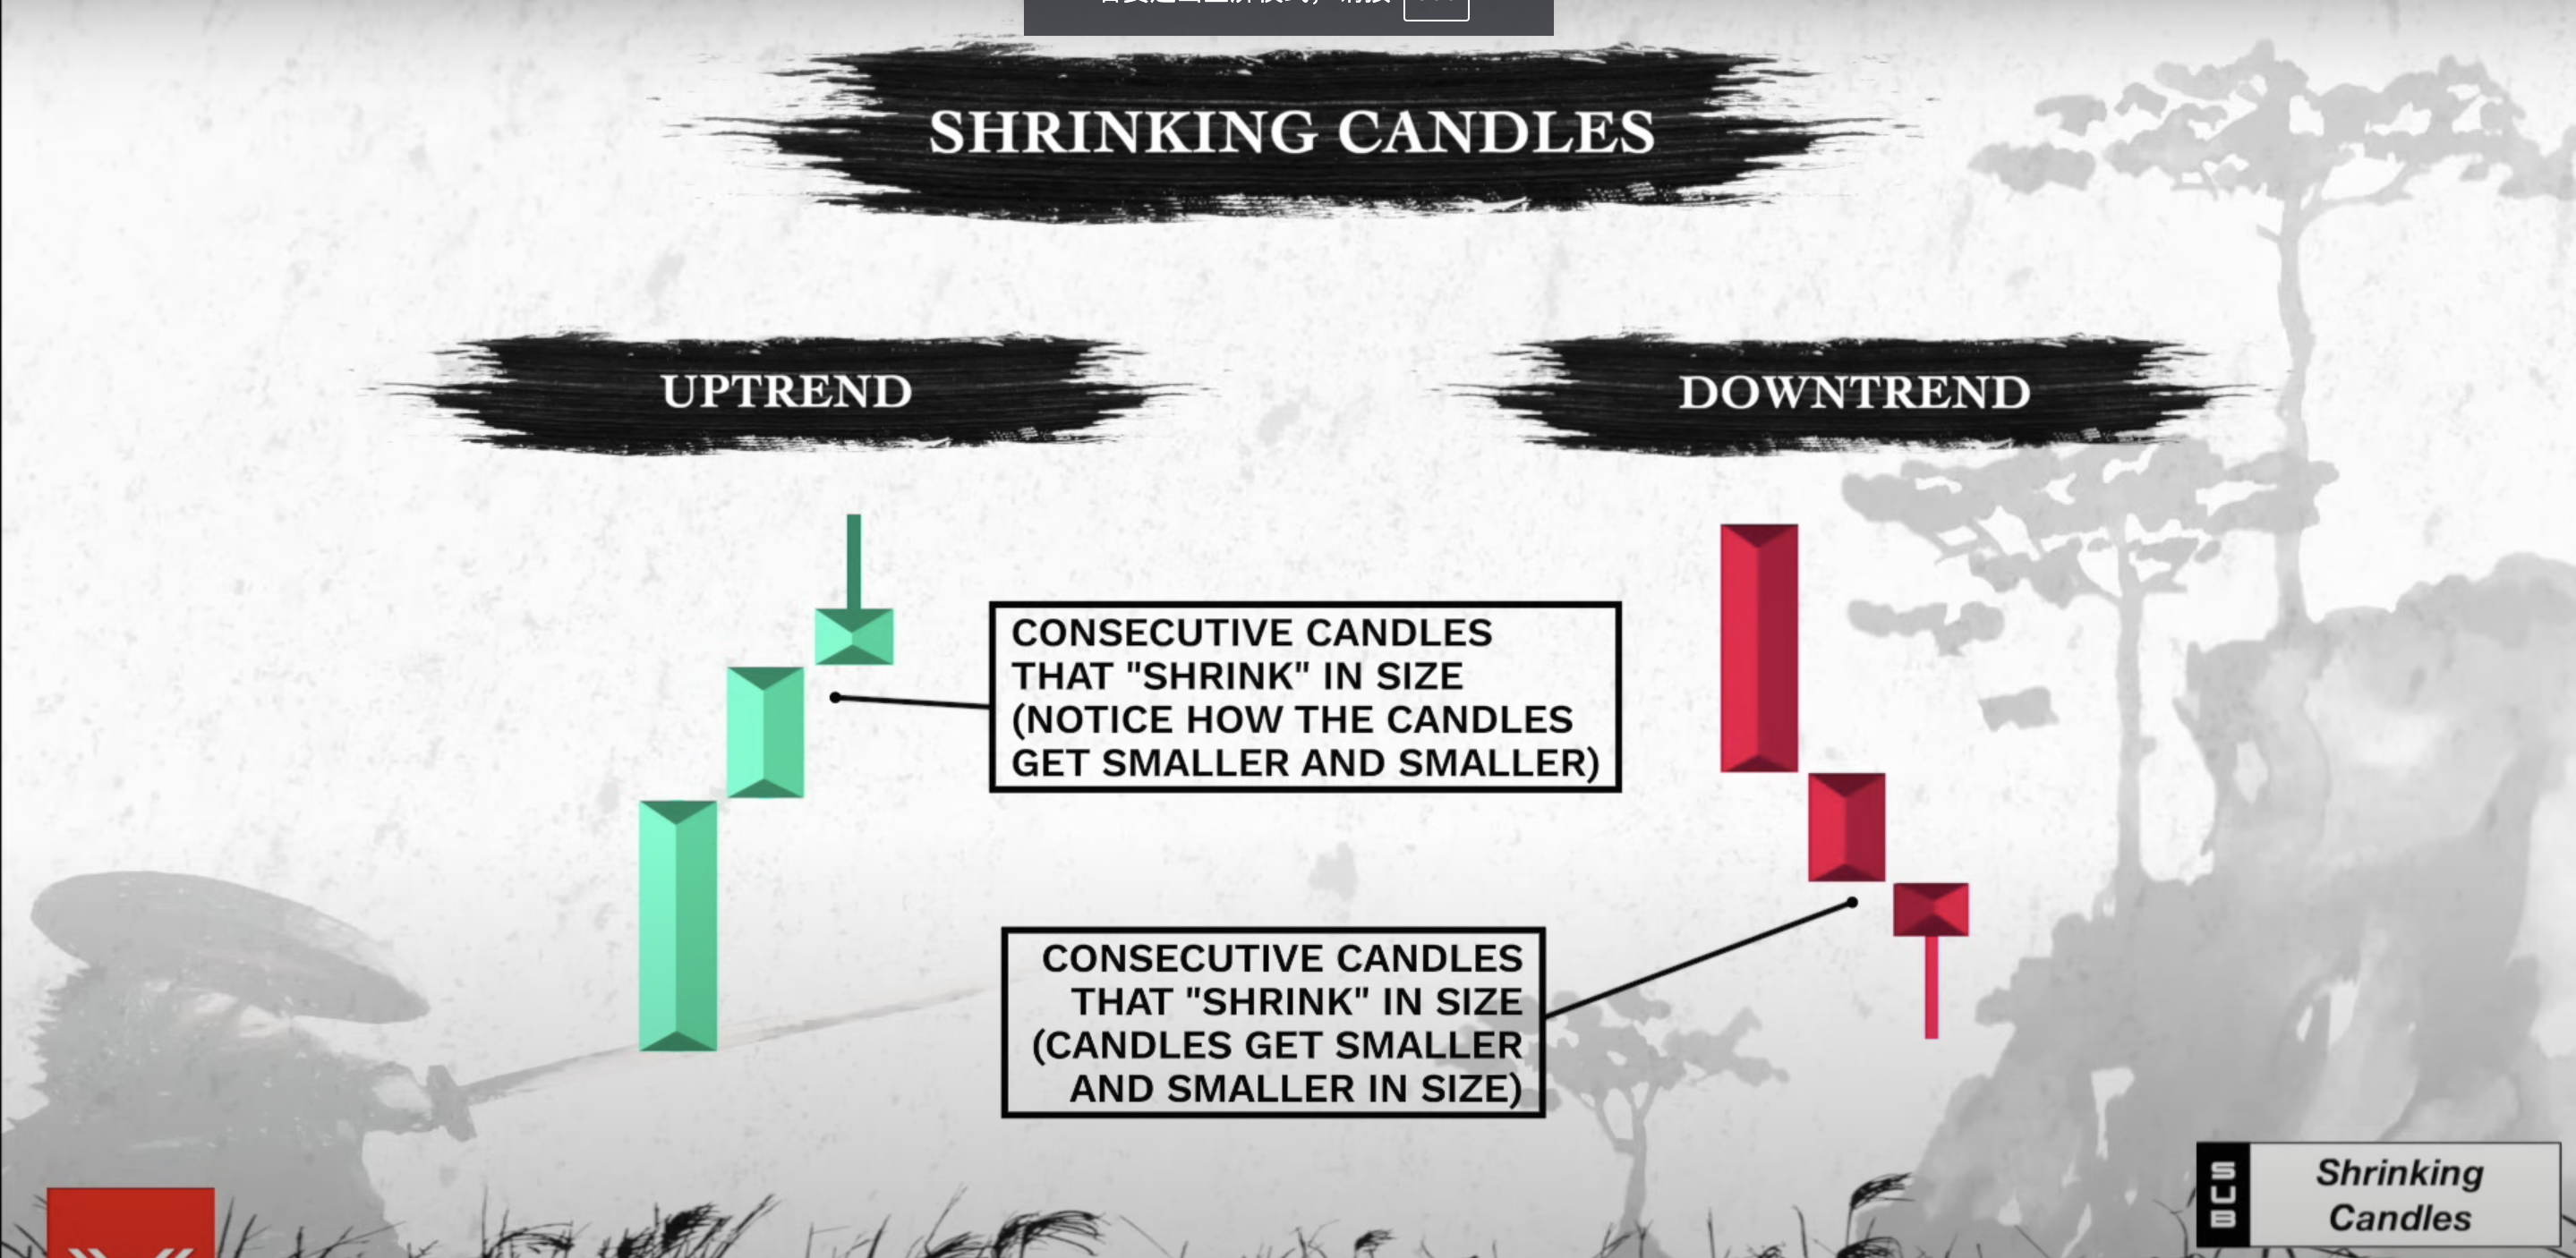 SHRINKING CANDLES
UPTREND
DOWNTREND
CONSECUTIVE CANDLES
THAT "SHRINK" IN SIZE
(NOTICE HOW THE CANDLES
GET SMALLER AND SMALLER)
CONSECUTIVE CANDLES
THAT "SHRINK" IN SIZE
(CANDLES GET SMALLER
AND SMALLER IN SIZE)
SUB
Shrinking
Candles